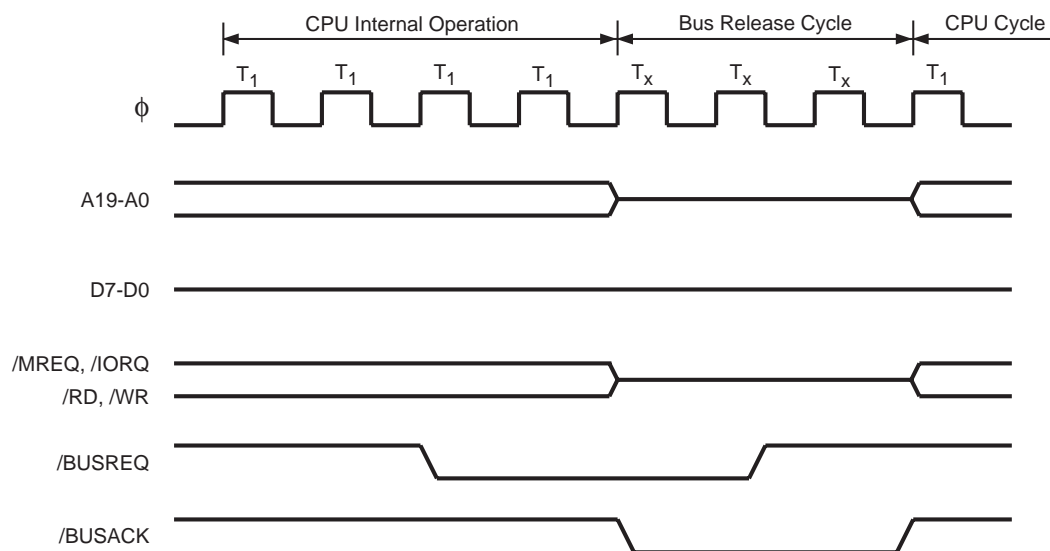 CPU Internal Operation Bus Release Cycle CPU Cycle
T1 T1 T1 T1 Tx Tx Tx T1
ϕ
A19-A0
D7-D0
/MREQ, /IORQ
/RD, /WR
/BUSREQ
/BUSACK